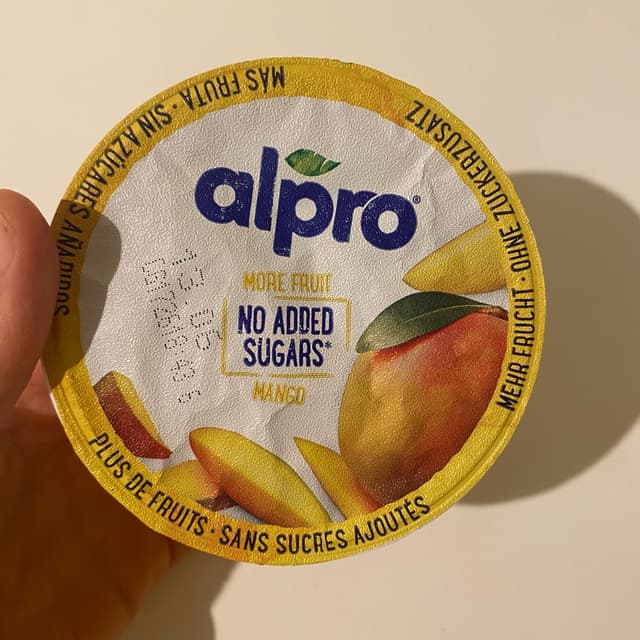 alpro®
MORE FRUIT
NO ADDED
SUGARS*
MANGO
MÁS FRUTA · SIN AZÚCARES AÑADIDOS
MEHR FRUCHT · OHNE ZUCKERZUSATZ
PLUS DE FRUITS · SANS SUCRES AJOUTÉS